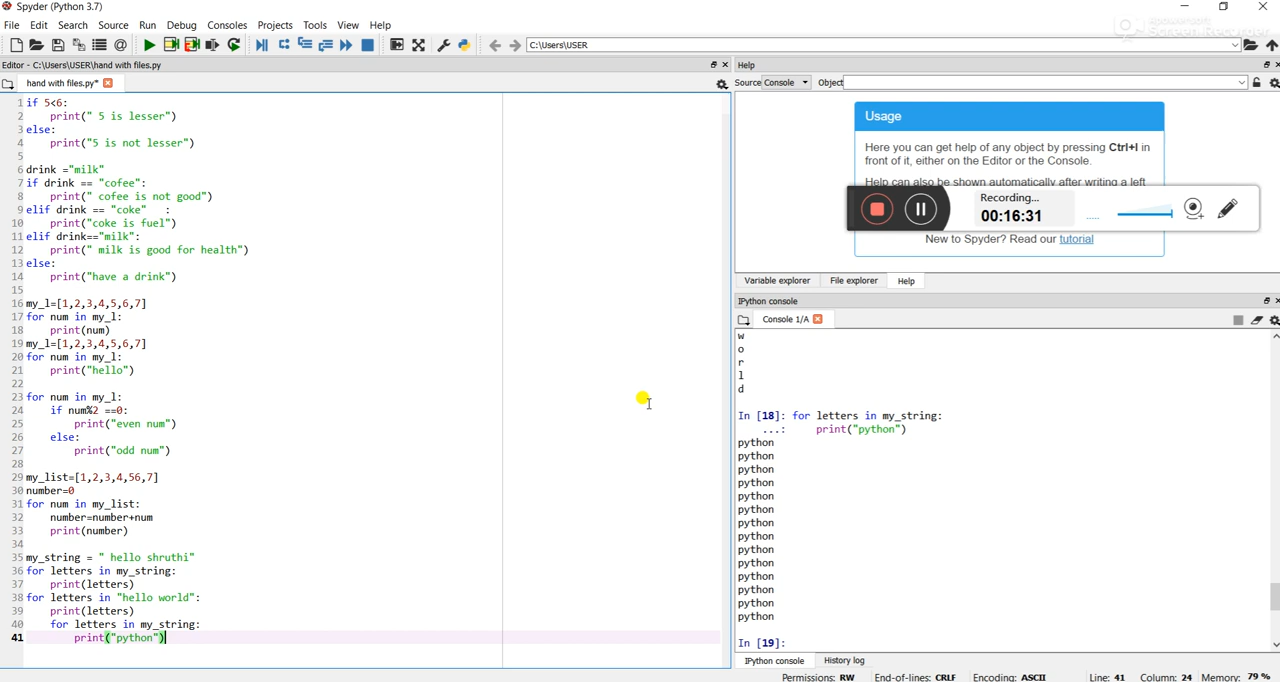 Spyder (Python 3.7)
File Edit Search Source Run Debug Consoles Projects Tools View Help
C:\Users\USER
Editor - C:\Users\USER\hand with files.py
hand with files.py*
1 if 5<6:
2 print(" 5 is lesser")
3 else:
4 print("5 is not lesser")
5
6 drink ="milk"
7 if drink == "cofee":
8 print(" cofee is not good")
9 elif drink == "coke" :
10 print("coke is fuel")
11 elif drink=="milk":
12 print(" milk is good for health")
13 else:
14 print("have a drink")
15
16 my_l=[1,2,3,4,5,6,7]
17 for num in my_l:
18 print(num)
19 my_l=[1,2,3,4,5,6,7]
20 for num in my_l:
21 print("hello")
22
23 for num in my_l:
24 if num%2 ==0:
25 print("even num")
26 else:
27 print("odd num")
28
29 my_list=[1,2,3,4,56,7]
30 number=0
31 for num in my_list:
32 number=number+num
33 print(number)
34
35 my_string = " hello shruthi"
36 for letters in my_string:
37 print(letters)
38 for letters in "hello world":
39 print(letters)
40 for letters in my_string:
41 print("python")
Apowersoft
Screen Recorder
Help
Source Console Object
Usage
Here you can get help of any object by pressing Ctrl+I in
front of it, either on the Editor or the Console.
Help can also be shown automatically after writing a left
Recording...
00:16:31
New to Spyder? Read our tutorial
Variable explorer File explorer Help
IPython console
Console 1/A
w
o
r
l
d
In [18]: for letters in my_string:
...: print("python")
python
python
python
python
python
python
python
python
python
python
python
python
python
python
In [19]:
IPython console History log
Permissions: RW End-of-lines: CRLF Encoding: ASCII Line: 41 Column: 24 Memory: 79 %